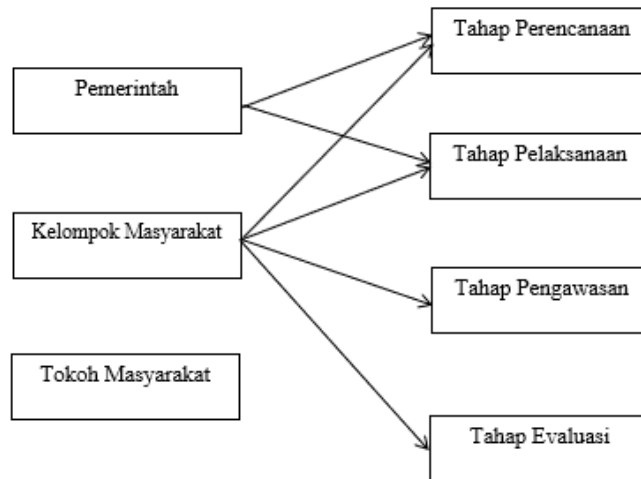 Pemerintah
Kelompok Masyarakat
Tokoh Masyarakat
Tahap Perencanaan
Tahap Pelaksanaan
Tahap Pengawasan
Tahap Evaluasi